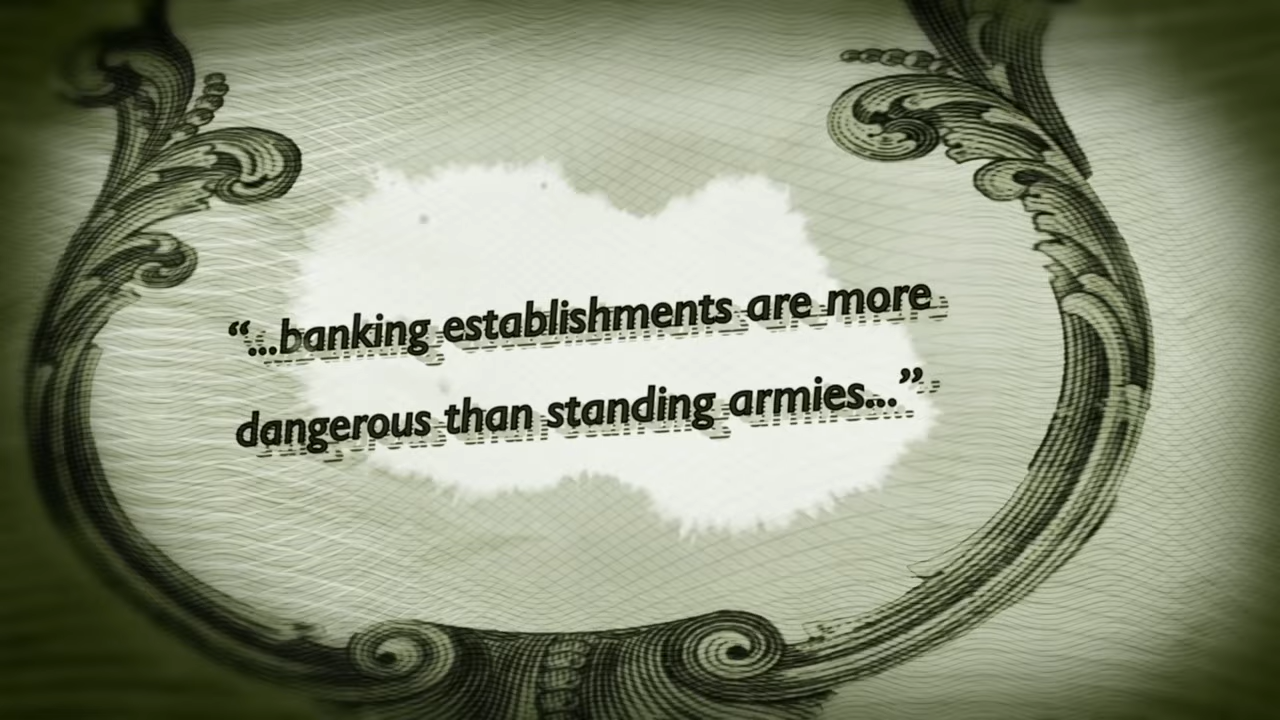 “...banking establishments are more
dangerous than standing armies...”